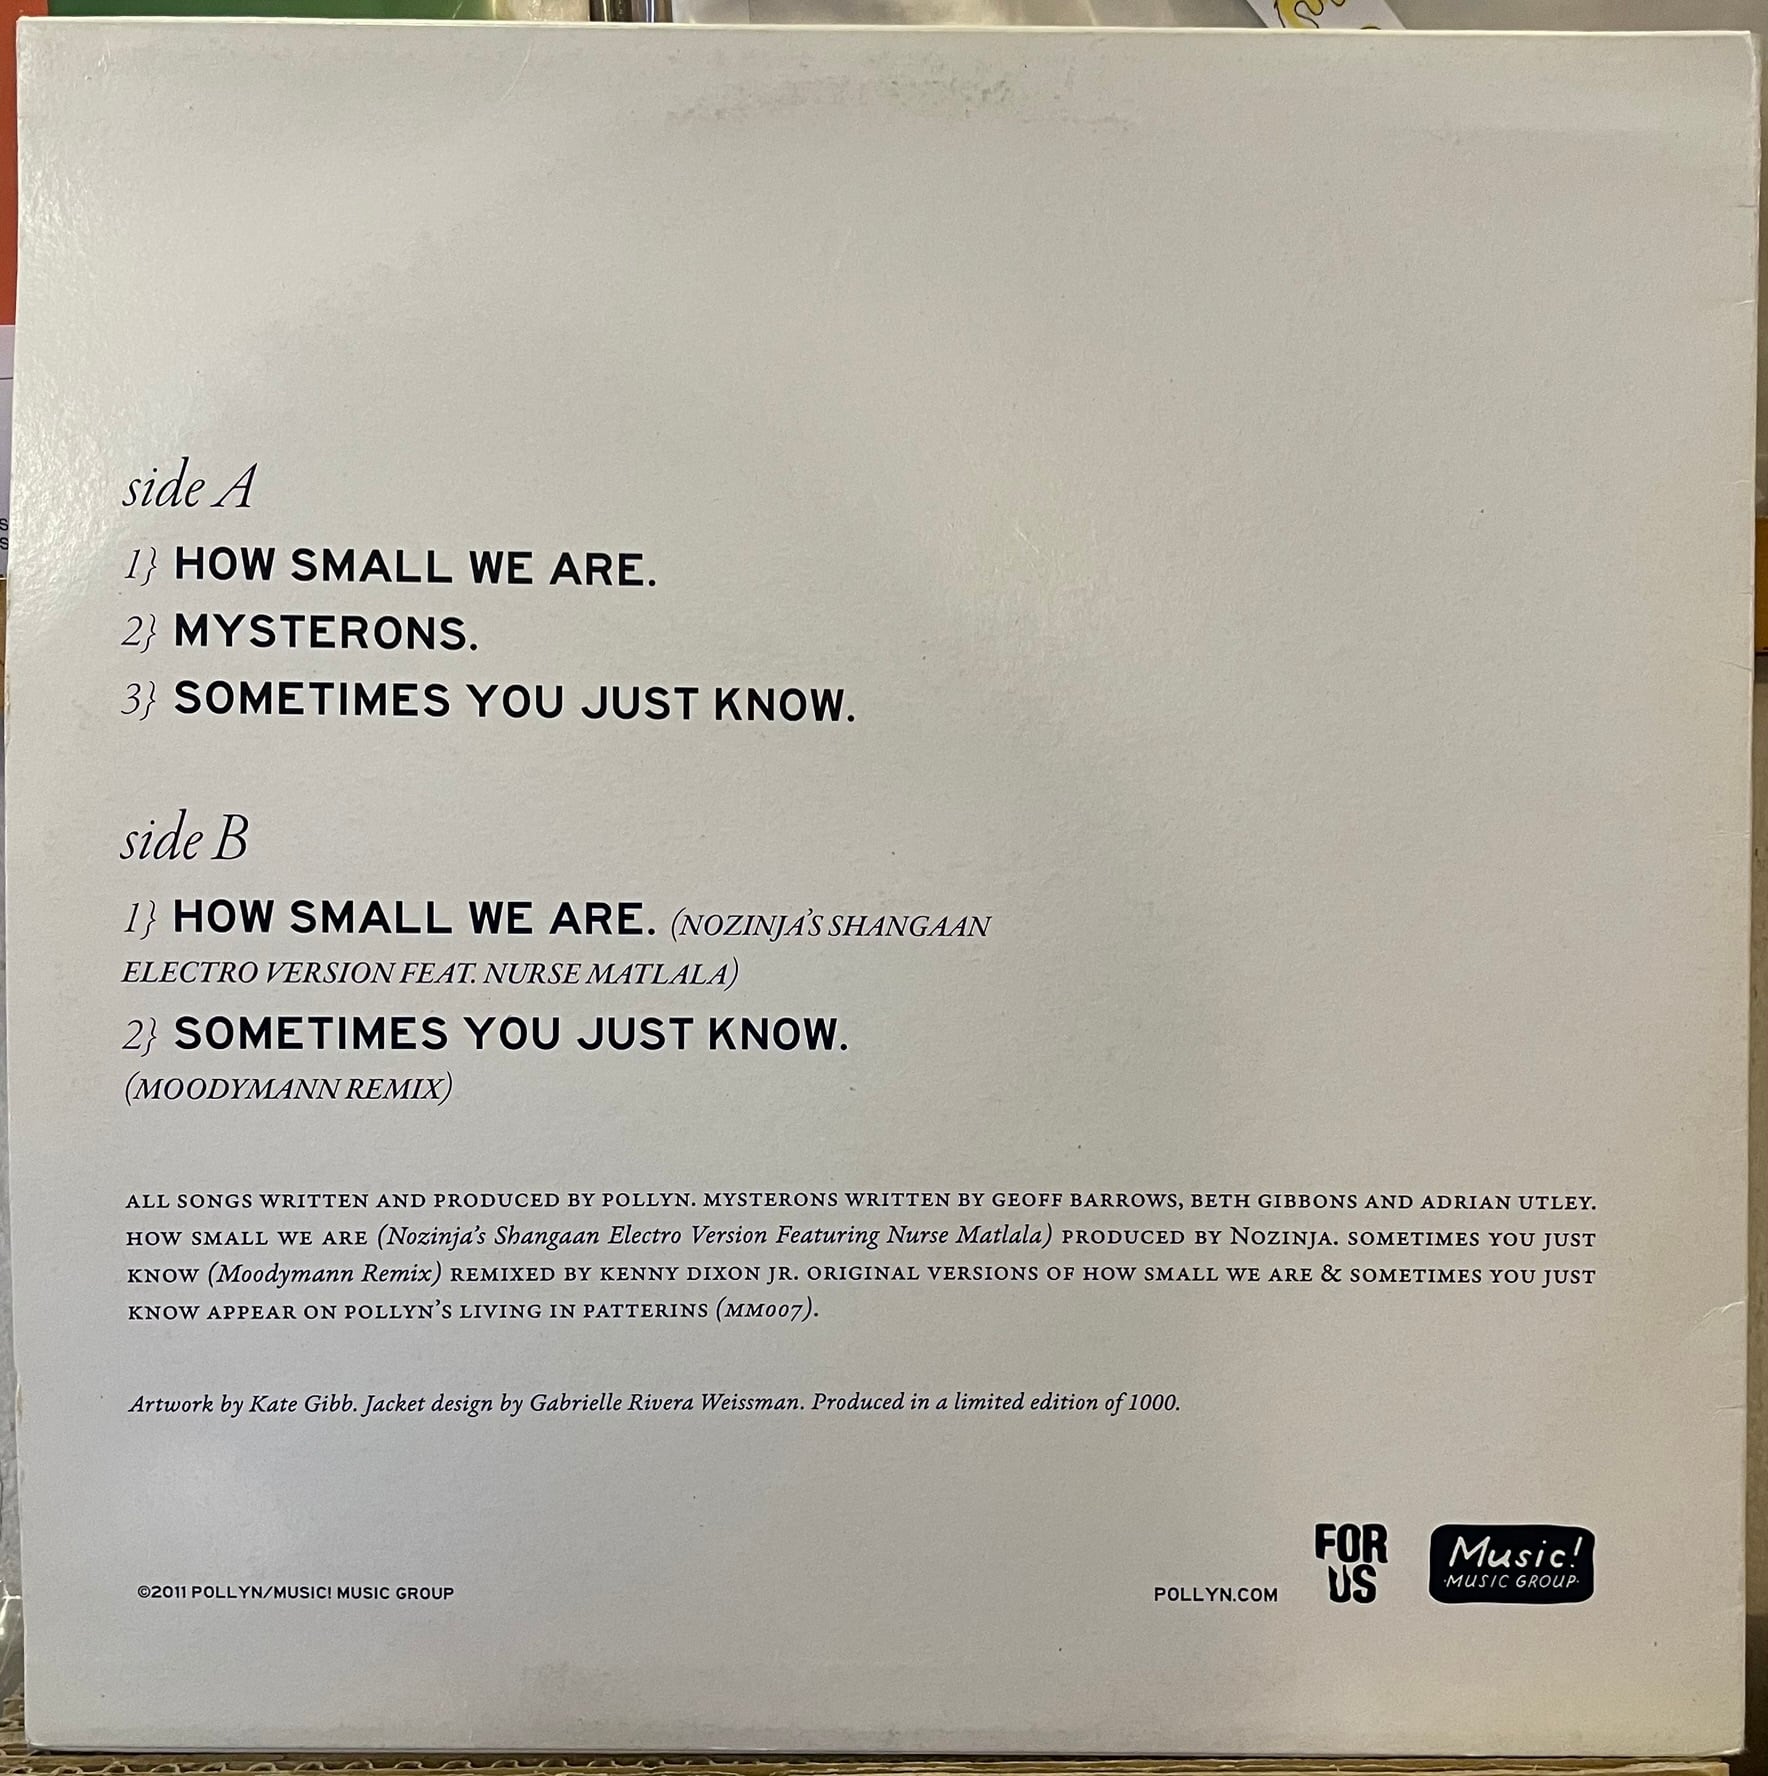 side A
1} HOW SMALL WE ARE.
2} MYSTERONS.
3} SOMETIMES YOU JUST KNOW.
side B
1} HOW SMALL WE ARE. (NOZINJA'S SHANGAAN
ELECTRO VERSION FEAT. NURSE MATLALA)
2} SOMETIMES YOU JUST KNOW.
(MOODYMANN REMIX)
ALL SONGS WRITTEN AND PRODUCED BY POLLYN. MYSTERONS WRITTEN BY GEOFF BARROWS, BETH GIBBONS AND ADRIAN UTLEY.
HOW SMALL WE ARE (Nozinja's Shangaan Electro Version Featuring Nurse Matlala) PRODUCED BY NOZINJA. SOMETIMES YOU JUST
KNOW (Moodymann Remix) REMIXED BY KENNY DIXON JR. ORIGINAL VERSIONS OF HOW SMALL WE ARE & SOMETIMES YOU JUST
KNOW APPEAR ON POLLYN'S LIVING IN PATTERINS (MM007).
Artwork by Kate Gibb. Jacket design by Gabrielle Rivera Weissman. Produced in a limited edition of 1000.
©2011 POLLYN/MUSIC! MUSIC GROUP
POLLYN.COM
FOR
US
Music!
·MUSIC GROUP·